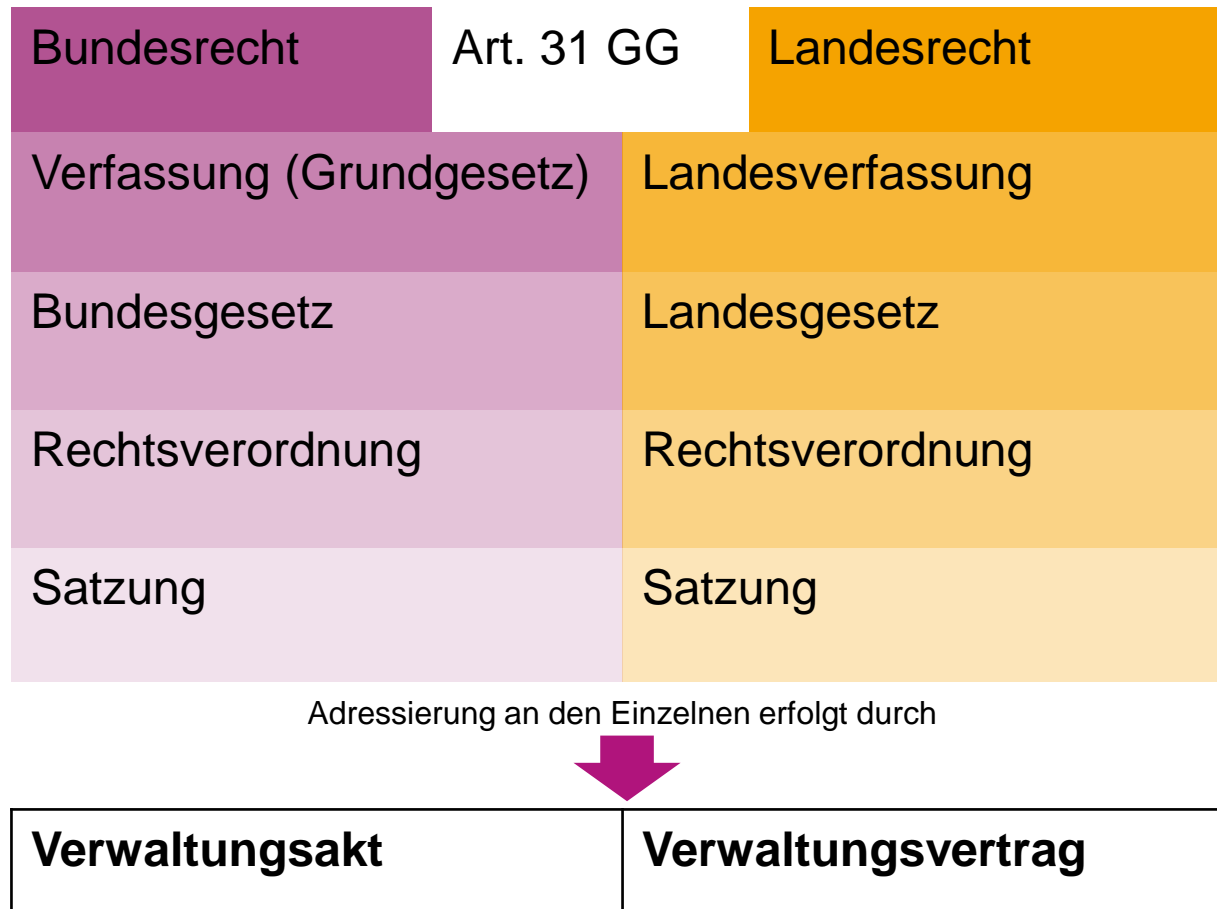 Bundesrecht Art. 31 GG Landesrecht
Verfassung (Grundgesetz) Landesverfassung
Bundesgesetz Landesgesetz
Rechtsverordnung Rechtsverordnung
Satzung Satzung
Adressierung an den Einzelnen erfolgt durch
Verwaltungsakt Verwaltungsvertrag